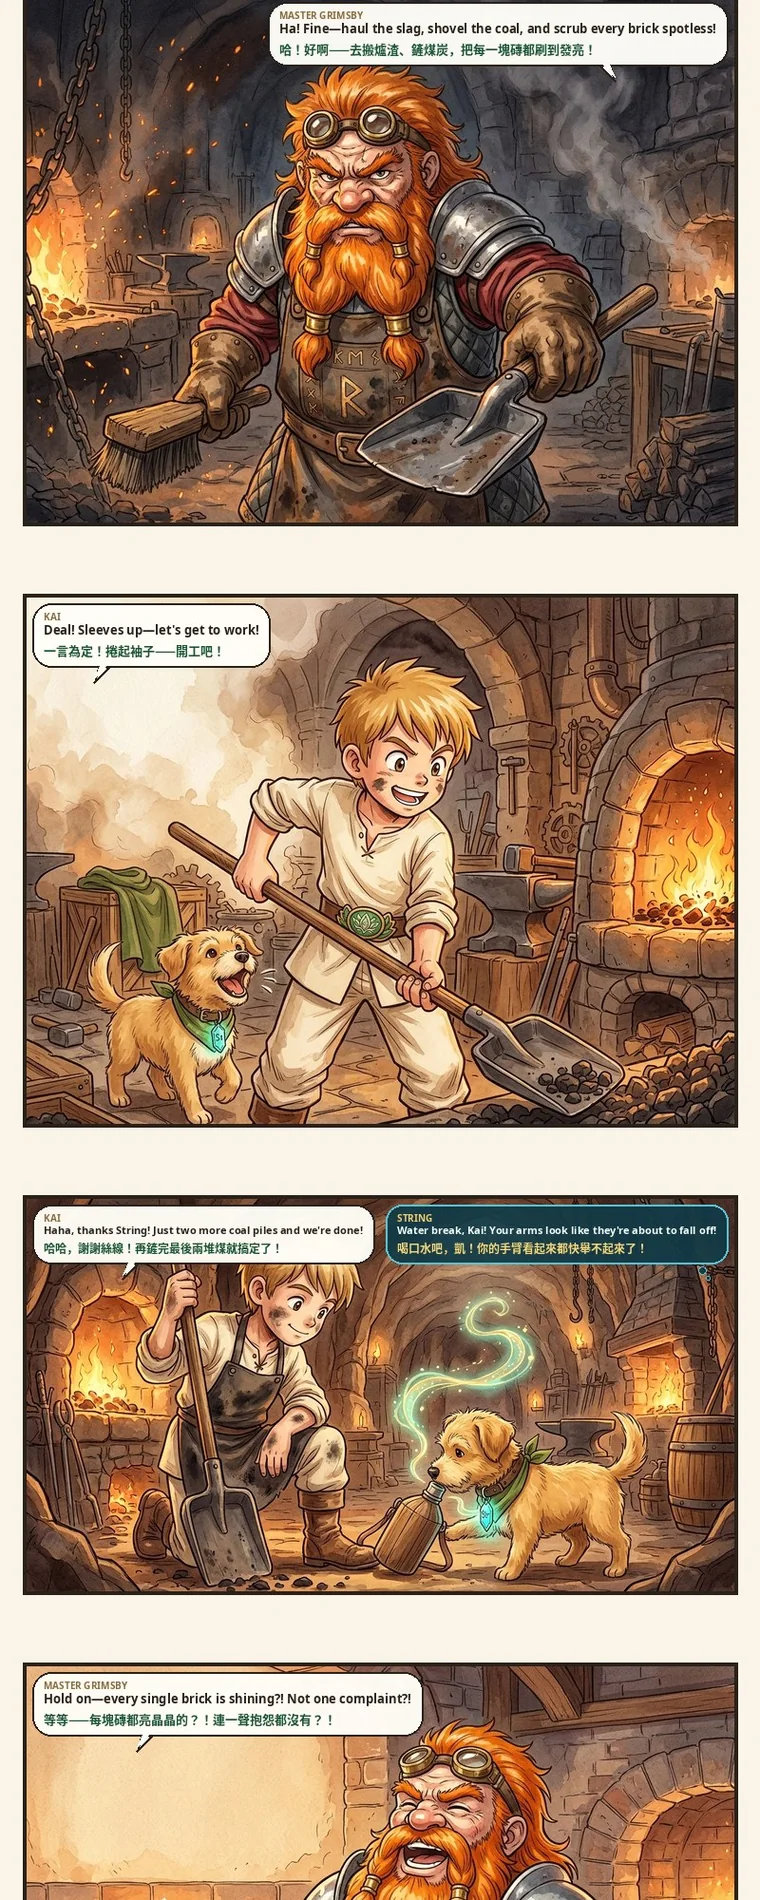 MASTER GRIMSBY
Ha! Fine—haul the slag, shovel the coal, and scrub every brick spotless!
哈！好啊——去搬爐渣、鏟煤炭，把每一塊磚都刷到發亮！
KAI
Deal! Sleeves up—let's get to work!
一言為定！捲起袖子——開工吧！
KAI
Haha, thanks String! Just two more coal piles and we're done!
哈哈，謝謝絲線！再鏟完最後兩堆煤就搞定了！
STRING
Water break, Kai! Your arms look like they're about to fall off!
喝口水吧，凱！你的手臂看起來都快舉不起來了！
MASTER GRIMSBY
Hold on—every single brick is shining?! Not one complaint?!
等等——每塊磚都亮晶晶的？！連一聲抱怨都沒有？！